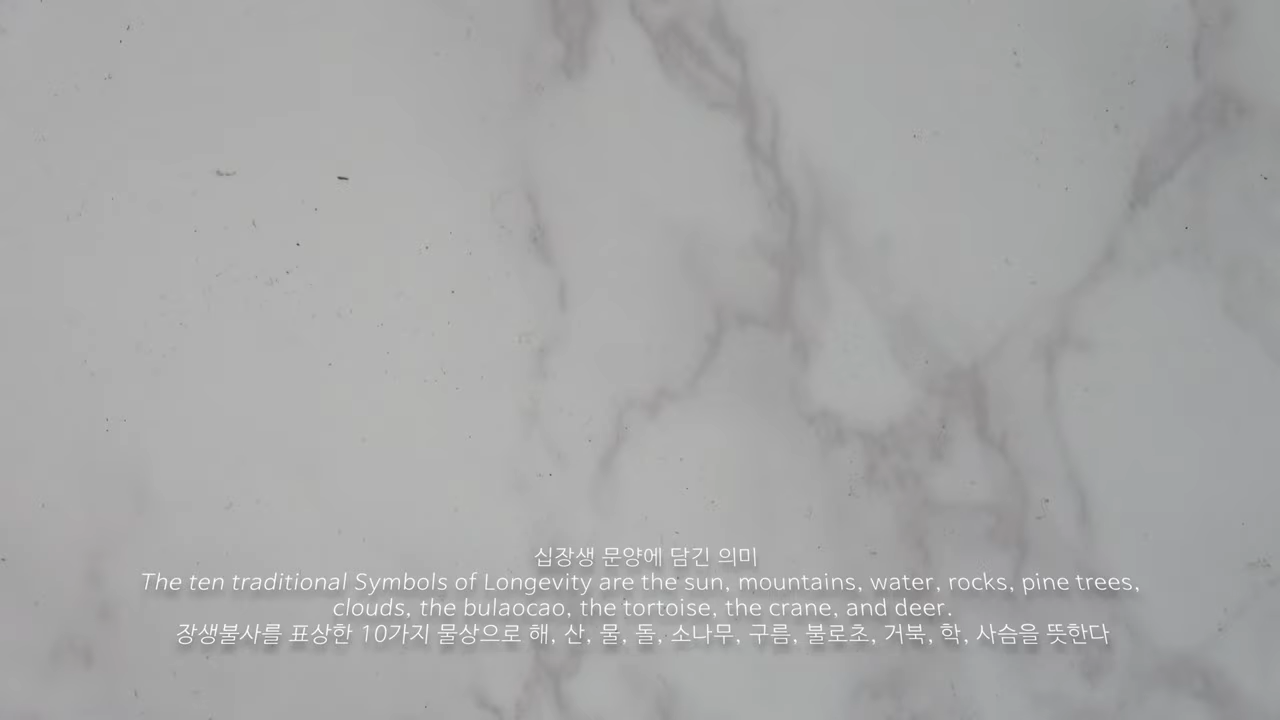 십장생 문양에 담긴 의미
The ten traditional Symbols of Longevity are the sun, mountains, water, rocks, pine trees,
clouds, the bulaocao, the tortoise, the crane, and deer.
장생불사를 표상한 10가지 물상으로 해, 산, 물, 돌, 소나무, 구름, 불로초, 거북, 학, 사슴을 뜻한다